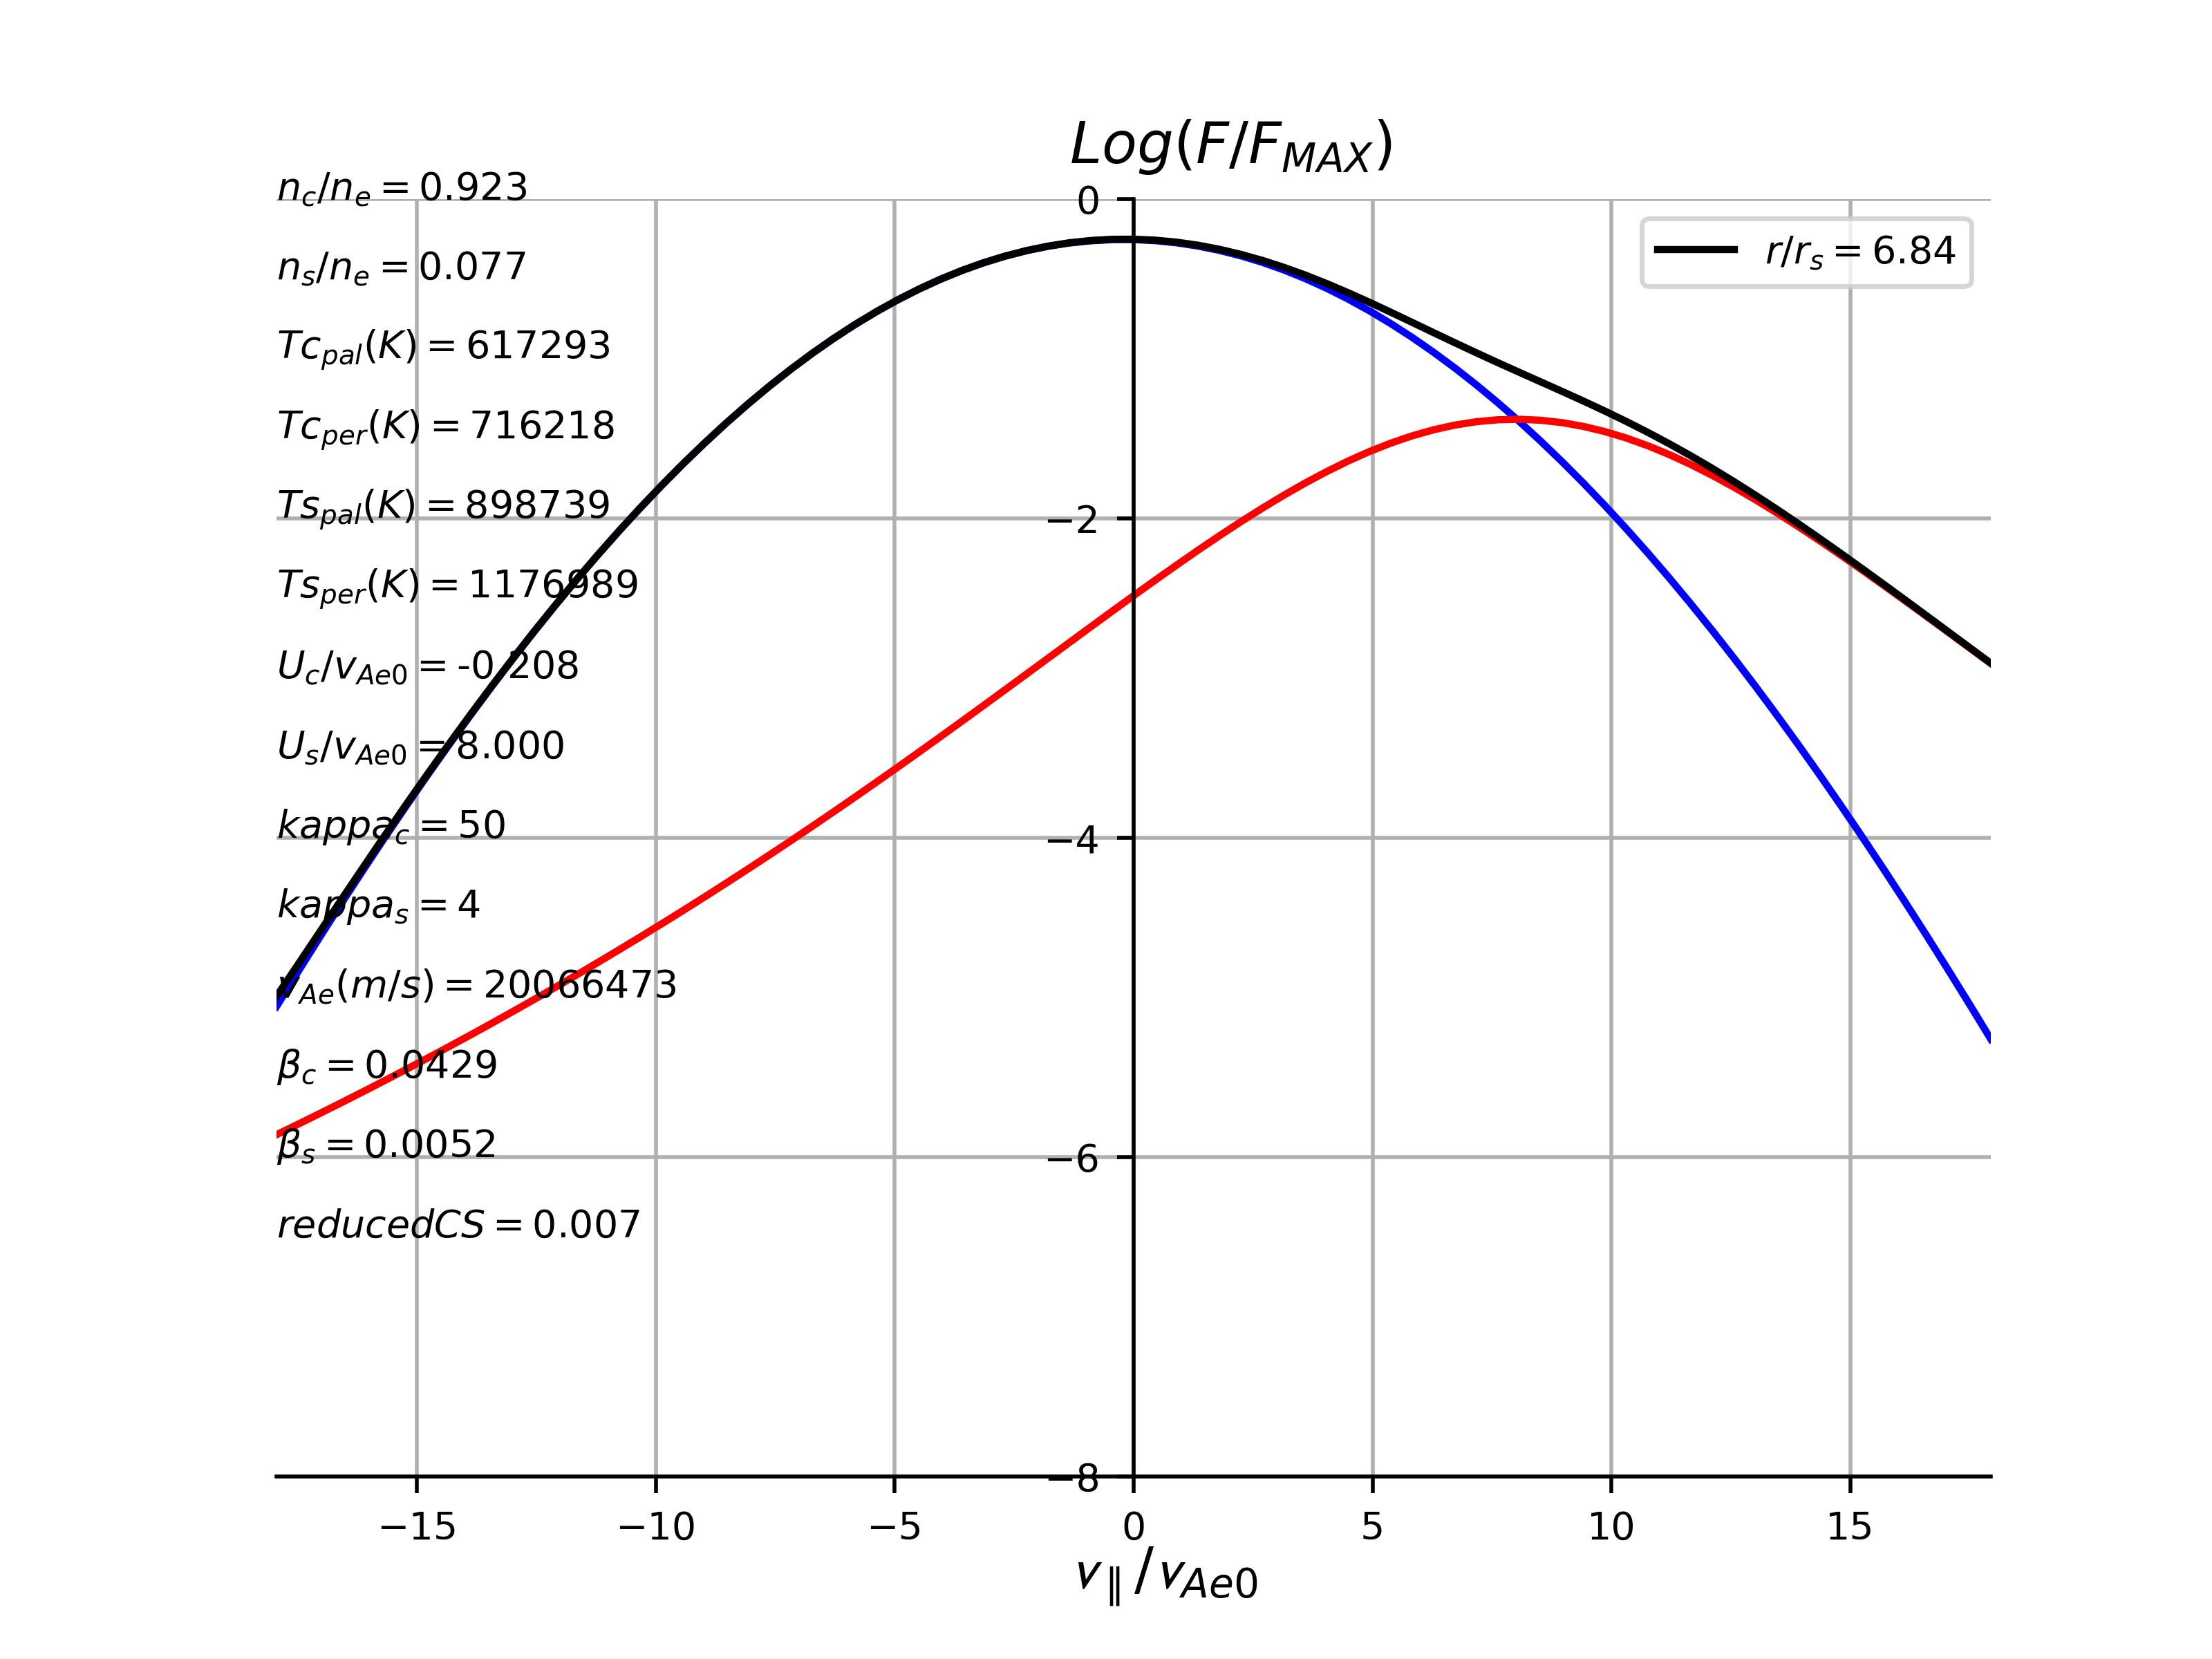 Log(F/F_MAX)
n_c/n_e = 0.923
n_s/n_e = 0.077
Tc_pal(K) = 617293
Tc_per(K) = 716218
Ts_pal(K) = 898739
Ts_per(K) = 1176989
U_c/v_Ae0 = -0.208
U_s/v_Ae0 = 8.000
kappa_c = 50
kappa_s = 4
v_Ae(m/s) = 20066473
β_c = 0.0429
β_s = 0.0052
reducedCS = 0.007
r/r_s = 6.84
0
−2
−4
−6
−8
−15 −10 −5 0 5 10 15
v_∥/v_Ae0